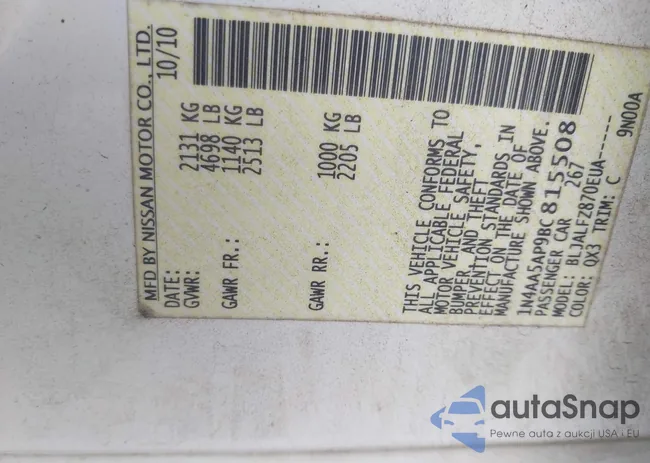 MFD BY NISSAN MOTOR CO., LTD.
DATE: 10/10
GVWR: 2131 KG
4698 LB
GAWR FR.: 1140 KG
2513 LB
GAWR RR.: 1000 KG
2205 LB
THIS VEHICLE CONFORMS TO
ALL APPLICABLE FEDERAL
MOTOR VEHICLE SAFETY,
BUMPER, AND THEFT
PREVENTION STANDARDS IN
EFFECT ON THE DATE OF
MANUFACTURE SHOWN ABOVE.
1N4AA5AP9BC815508
PASSENGER CAR 267
MODEL: BLJALFZ870EUA-----
COLOR: QX3 TRIM: C 9N00A
autaSnap
Pewne auta z aukcji USA i EU